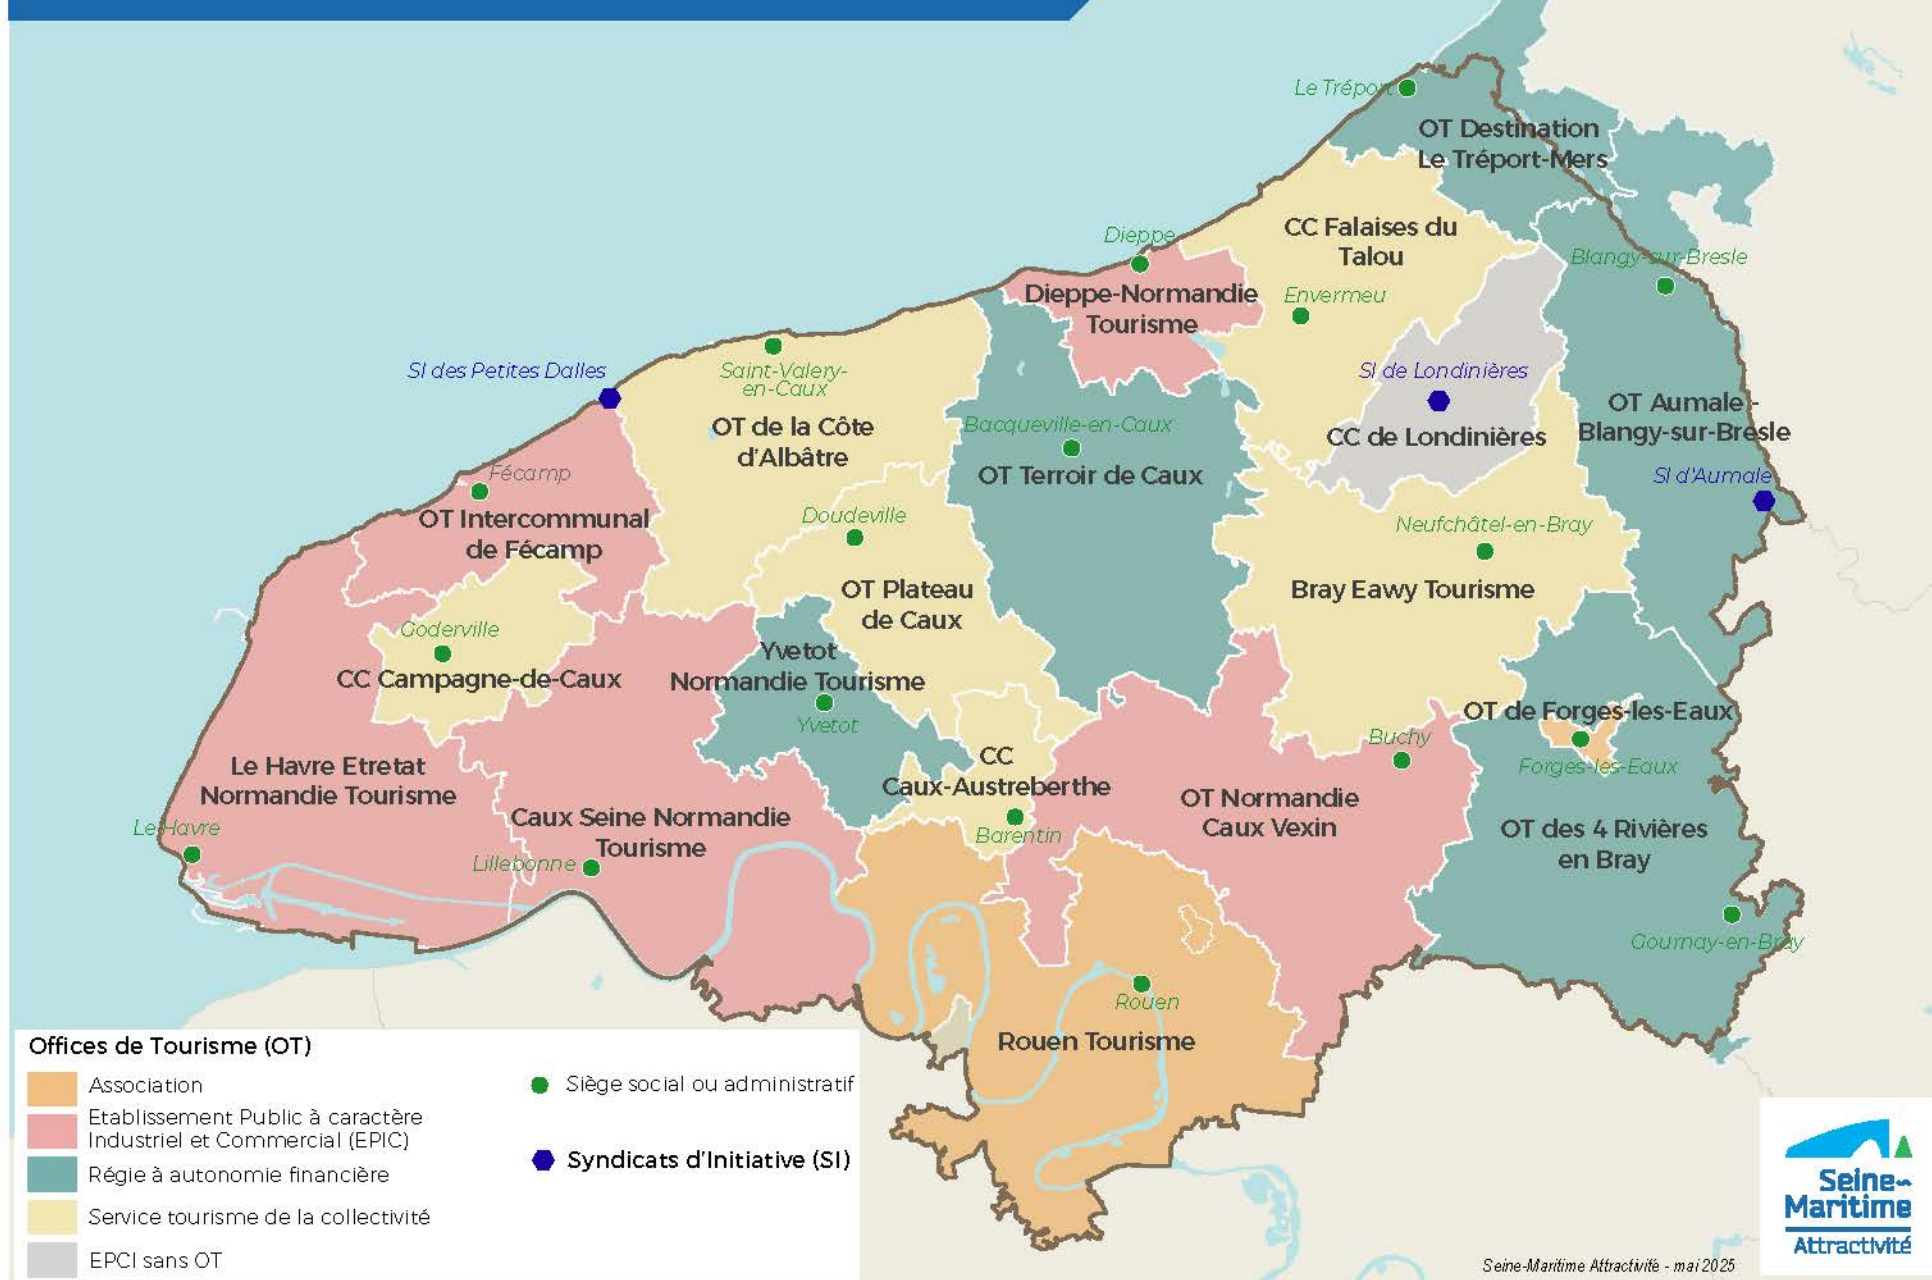 Le Tréport
OT Destination
Le Tréport-Mers
CC Falaises du
Talou
Dieppe
Blangy-sur-Bresle
Dieppe-Normandie
Tourisme
Envermeu
SI des Petites Dalles
Saint-Valery-
en-Caux
SI de Londinières
OT de la Côte
d'Albâtre
Bacqueville-en-Caux
OT Aumale -
Blangy-sur-Bresle
CC de Londinières
OT Terroir de Caux
SI d'Aumale
Fécamp
OT Intercommunal
de Fécamp
Doudeville
Neufchâtel-en-Bray
OT Plateau
de Caux
Bray Eawy Tourisme
Goderville
CC Campagne-de-Caux
Yvetot
Normandie Tourisme
Yvetot
OT de Forges-les-Eaux
Forges-les-Eaux
Buchy
CC
Caux-Austreberthe
Barentin
Le Havre Etretat
Normandie Tourisme
Le Havre
Caux Seine Normandie
Tourisme
Lillebonne
OT Normandie
Caux Vexin
OT des 4 Rivières
en Bray
Gournay-en-Bray
Rouen
Rouen Tourisme
Offices de Tourisme (OT)
Association
Etablissement Public à caractère
Industriel et Commercial (EPIC)
Régie à autonomie financière
Service tourisme de la collectivité
EPCI sans OT
Siège social ou administratif
Syndicats d'Initiative (SI)
Seine-
Maritime
Attractivité
Seine-Maritime Attractivité - mai 2025